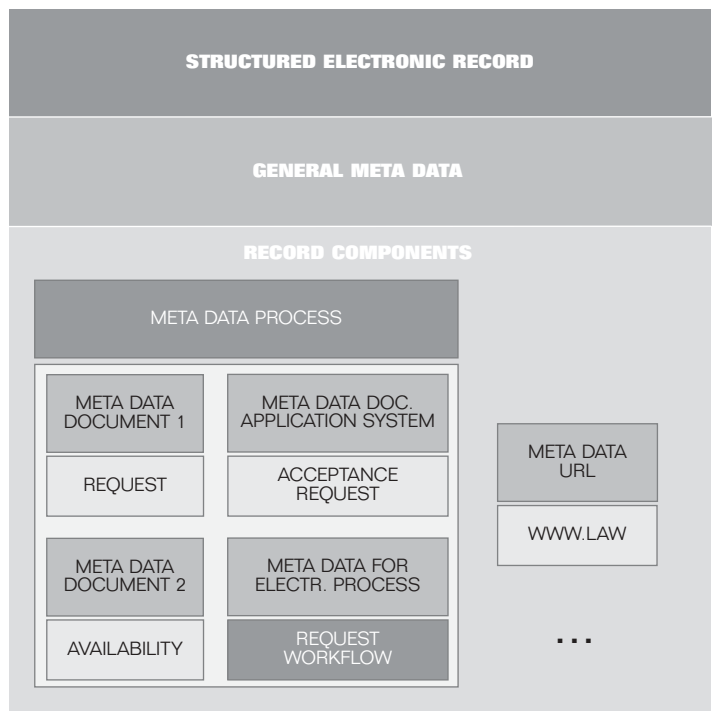 STRUCTURED ELECTRONIC RECORD
GENERAL META DATA
RECORD COMPONENTS
META DATA PROCESS
META DATA
DOCUMENT 1
REQUEST
META DATA DOC.
APPLICATION SYSTEM
ACCEPTANCE
REQUEST
META DATA
DOCUMENT 2
AVAILABILITY
META DATA FOR
ELECTR. PROCESS
REQUEST
WORKFLOW
META DATA
URL
WWW.LAW
...